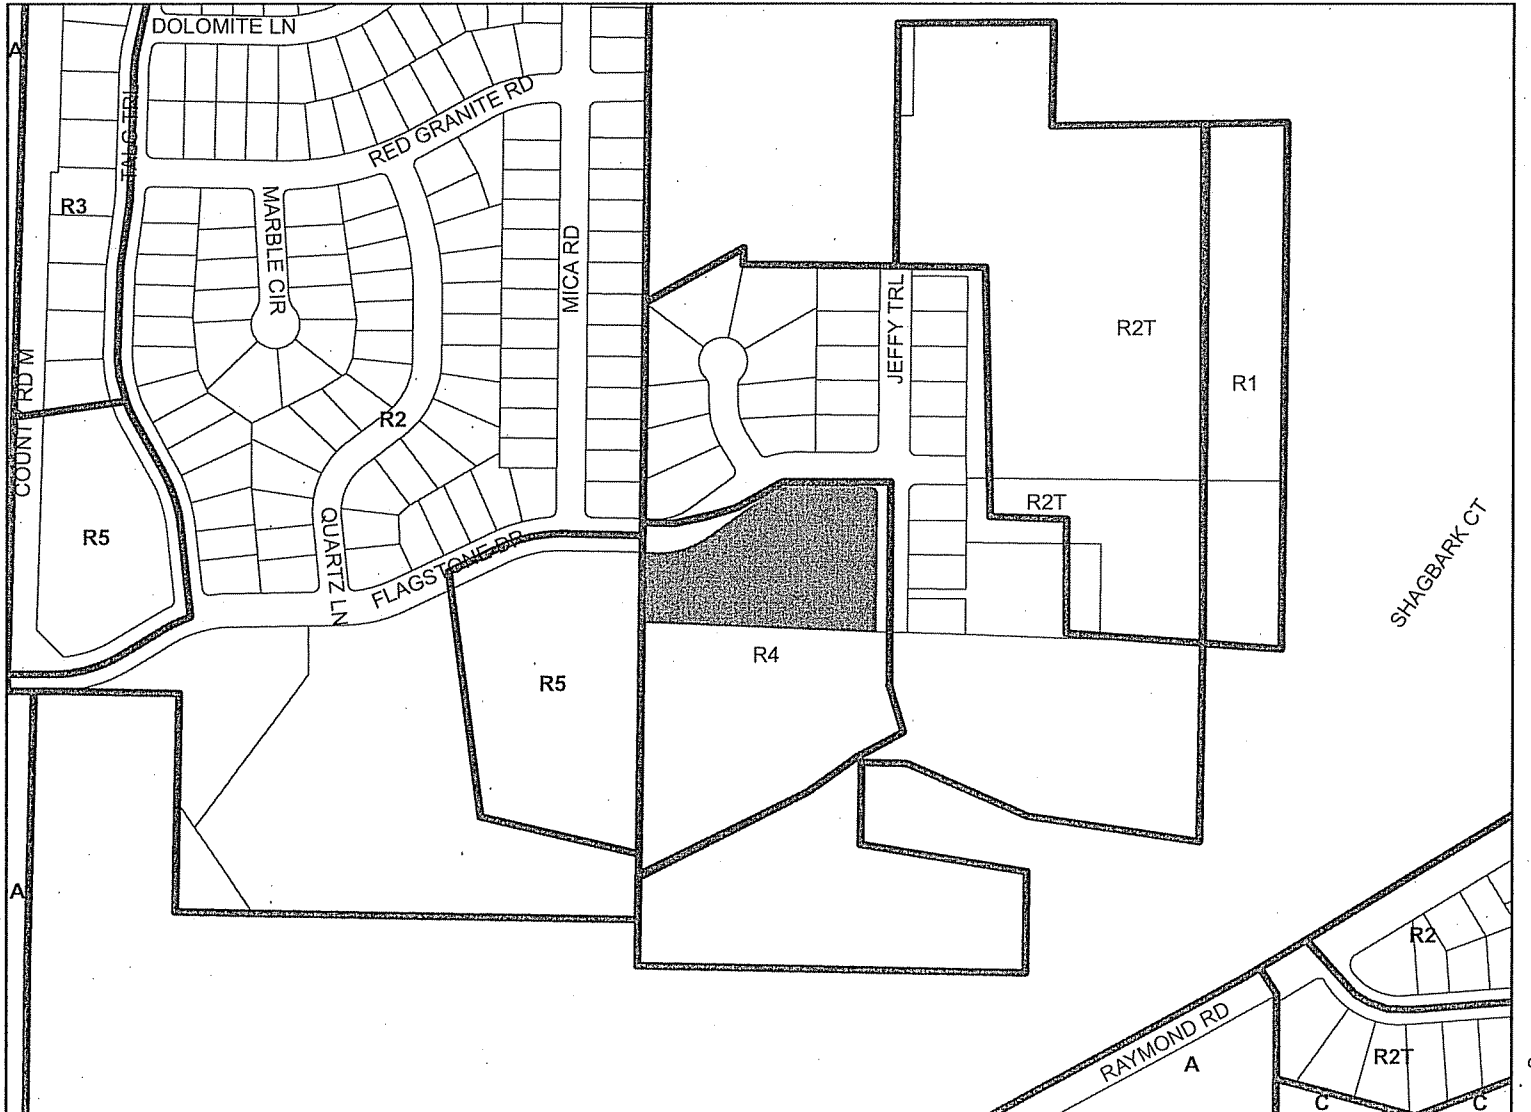 DOLOMITE LN
A
TALC TRL
RED GRANITE RD
R3
MARBLE CIR
MICA RD
JEFFY TRL
R2T
R1
COUNTY RD M
R2
R2T
R5
QUARTZ LN
FLAGSTONE DR
SHAGBARK CT
R4
R5
A
R2
RAYMOND RD
A
R2T
C
C